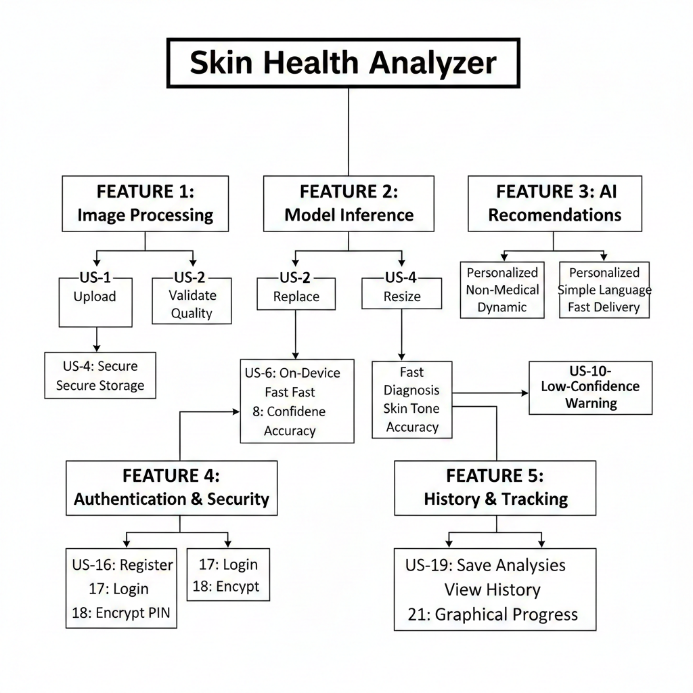 Skin Health Analyzer
FEATURE 1:
Image Processing
FEATURE 2:
Model Inference
FEATURE 3: AI
Recomendations
US-1
Upload
US-2
Validate
Quality
US-2
Replace
US-4
Resize
Personalized
Non-Medical
Dynamic
Personalized
Simple Language
Fast Delivery
US-4: Secure
Secure Storage
US-6: On-Device
Fast Fast
8: Confidene
Accuracy
Fast
Diagnosis
Skin Tone
Accuracy
US-10-
Low-Confidence
Warning
FEATURE 4:
Authentication & Security
FEATURE 5:
History & Tracking
US-16: Register
17: Login
18: Encrypt PIN
17: Login
18: Encypt
US-19: Save Analysies
View History
21: Graphical Progress